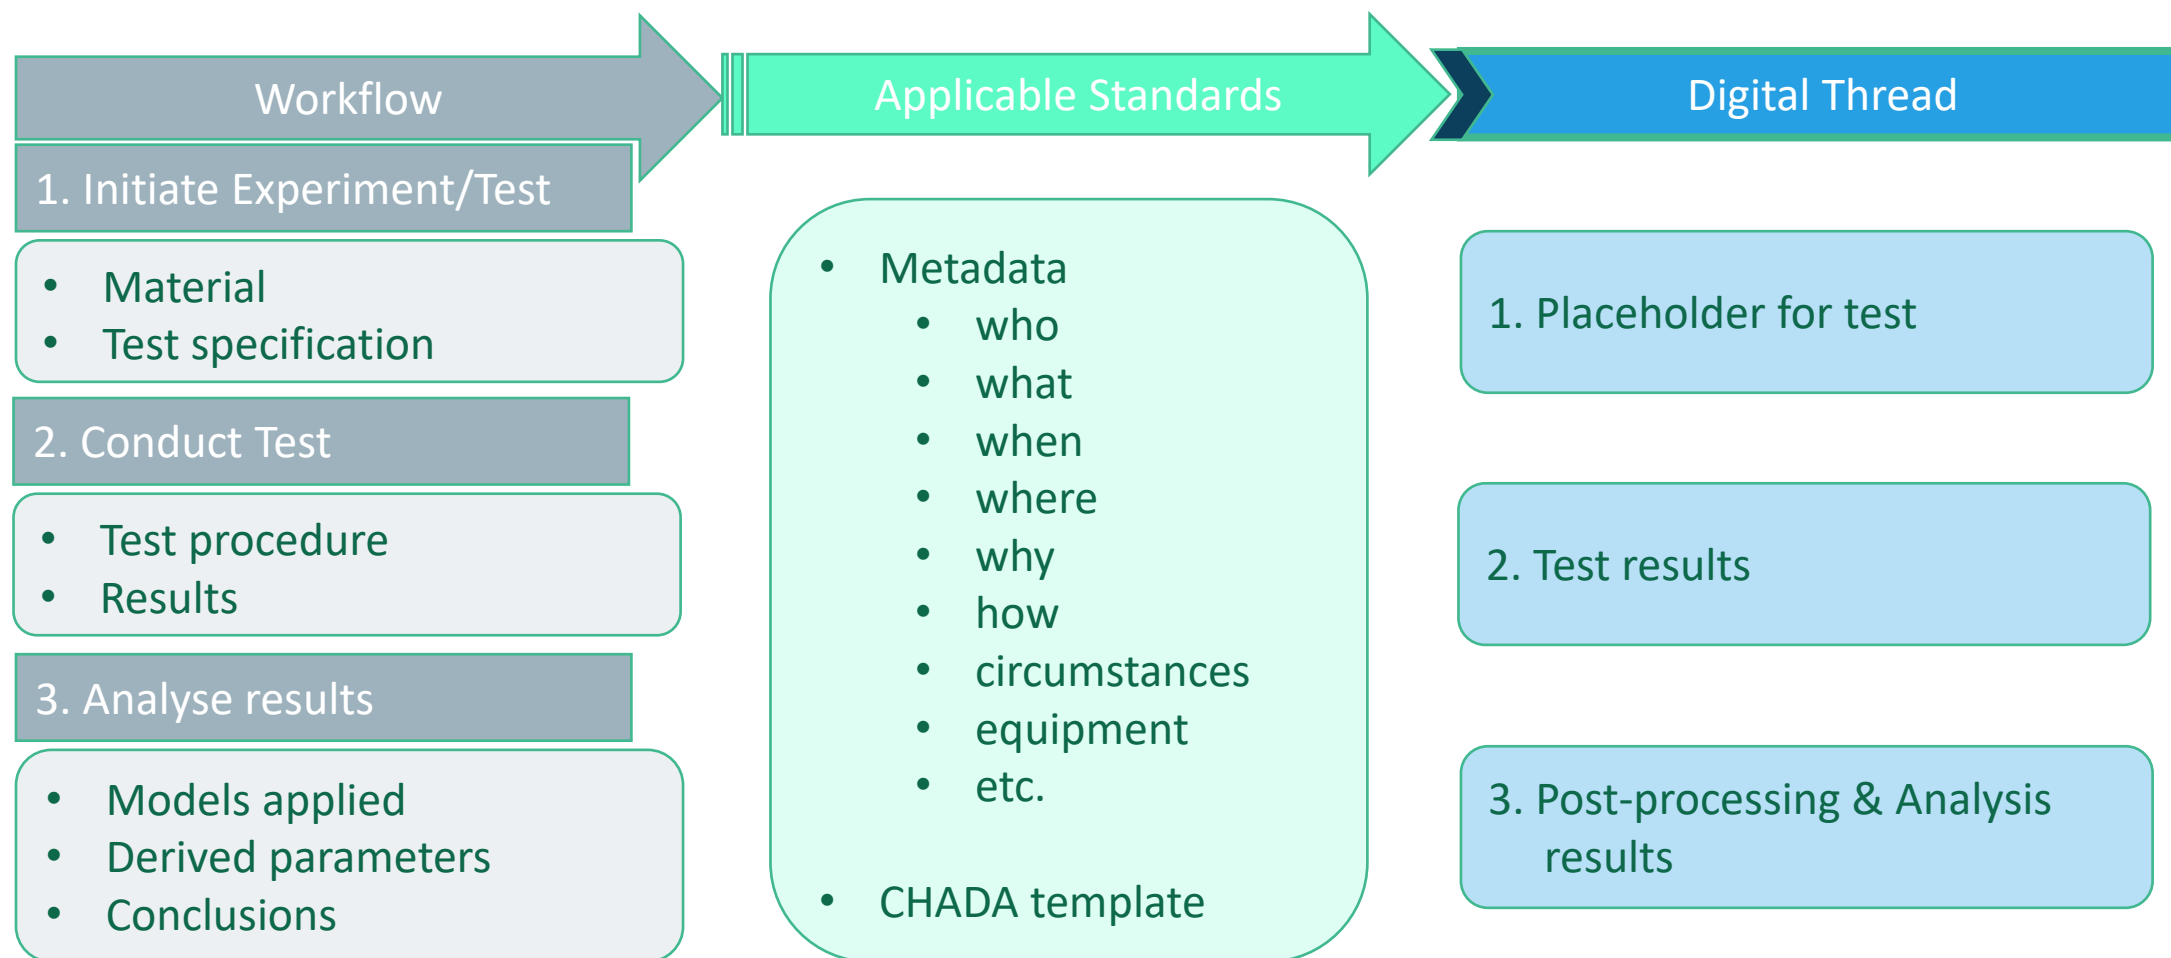 Workflow
1. Initiate Experiment/Test
• Material
• Test specification
2. Conduct Test
• Test procedure
• Results
3. Analyse results
• Models applied
• Derived parameters
• Conclusions
Applicable Standards
• Metadata
• who
• what
• when
• where
• why
• how
• circumstances
• equipment
• etc.
• CHADA template
Digital Thread
1. Placeholder for test
2. Test results
3. Post-processing & Analysis
results